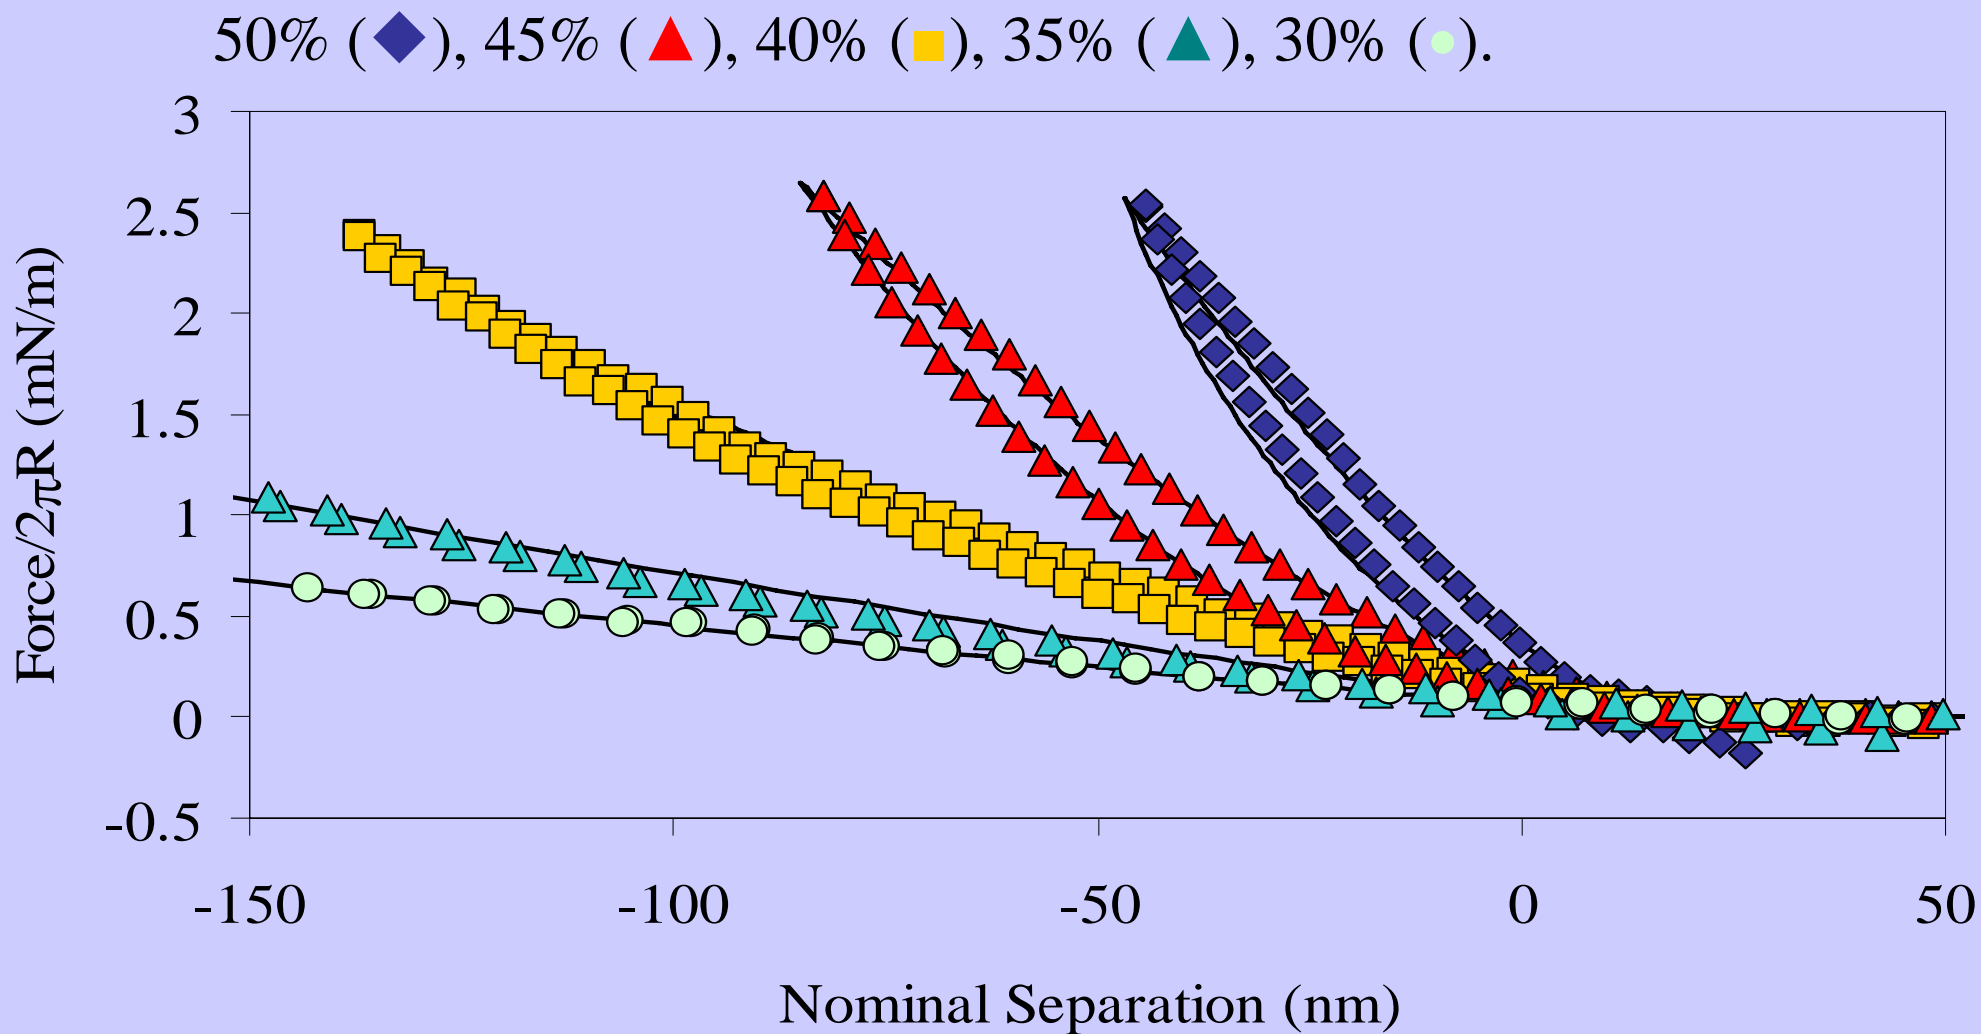 50% (◆), 45% (▲), 40% (■), 35% (▲), 30% (●).
3
2.5
2
1.5
1
0.5
0
-0.5
Force/2πR (mN/m)
-150 -100 -50 0 50
Nominal Separation (nm)